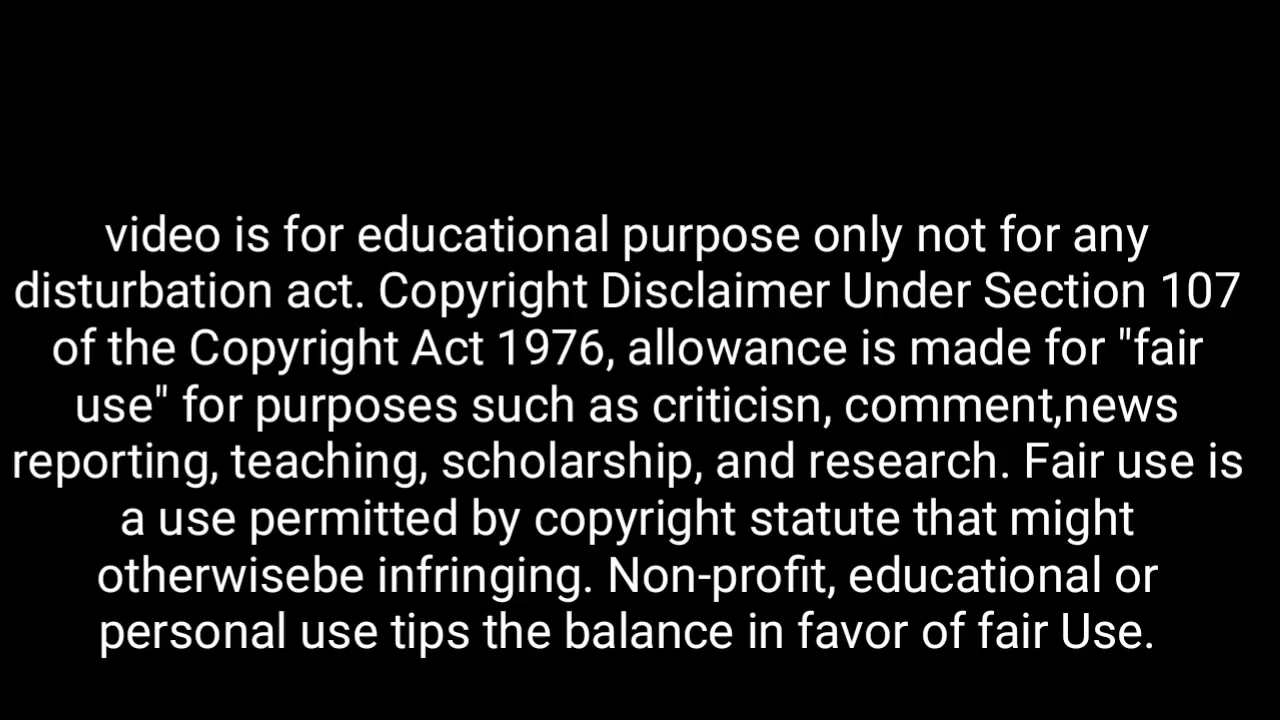 video is for educational purpose only not for any
disturbation act. Copyright Disclaimer Under Section 107
of the Copyright Act 1976, allowance is made for "fair
use" for purposes such as criticisn, comment,news
reporting, teaching, scholarship, and research. Fair use is
a use permitted by copyright statute that might
otherwisebe infringing. Non-profit, educational or
personal use tips the balance in favor of fair Use.